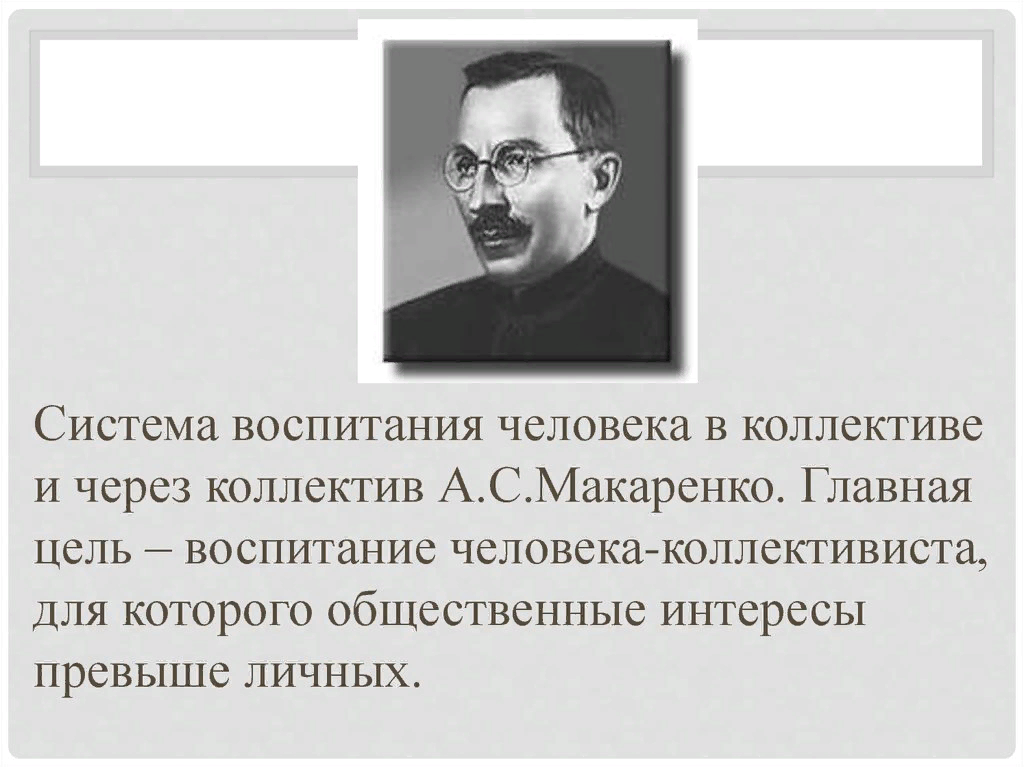 Система воспитания человека в коллективе
и через коллектив А.С.Макаренко. Главная
цель – воспитание человека-коллективиста,
для которого общественные интересы
превыше личных.